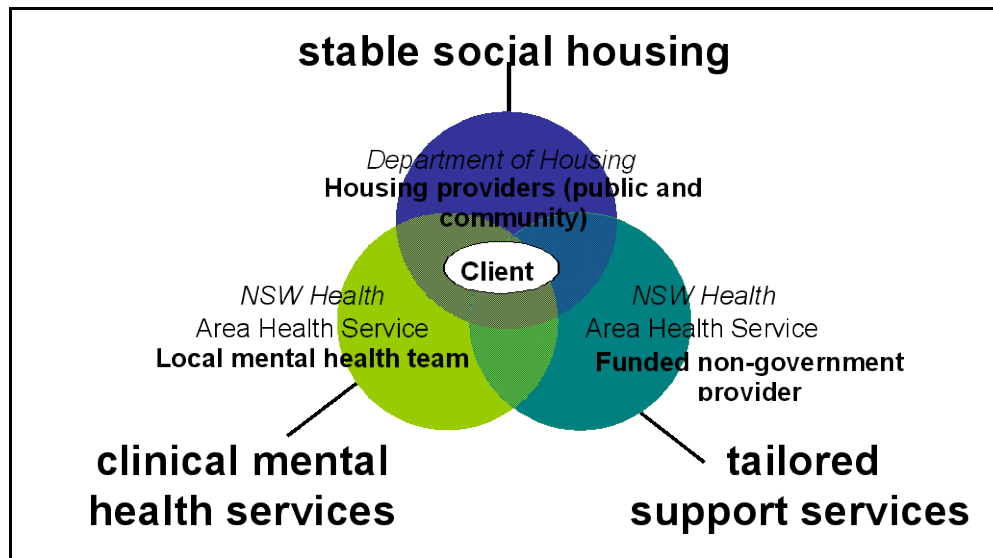 stable social housing
Department of Housing
Housing providers (public and
community)
Client
NSW Health
Area Health Service
Local mental health team
NSW Health
Area Health Service
Funded non-government
provider
clinical mental
health services
tailored
support services